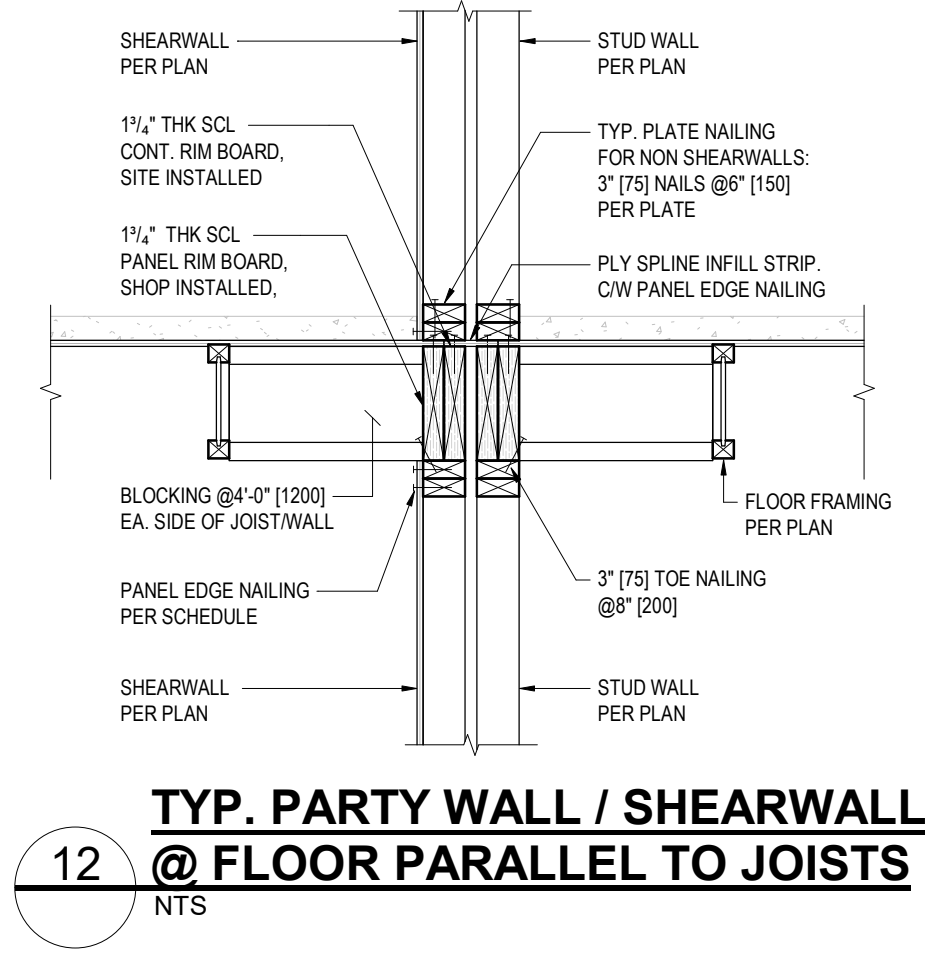 SHEARWALL
PER PLAN
STUD WALL
PER PLAN
1³/₄" THK SCL
CONT. RIM BOARD,
SITE INSTALLED
TYP. PLATE NAILING
FOR NON SHEARWALLS:
3" [75] NAILS @6" [150]
PER PLATE
1³/₄" THK SCL
PANEL RIM BOARD,
SHOP INSTALLED,
PLY SPLINE INFILL STRIP.
C/W PANEL EDGE NAILING
BLOCKING @4'-0" [1200]
EA. SIDE OF JOIST/WALL
FLOOR FRAMING
PER PLAN
PANEL EDGE NAILING
PER SCHEDULE
3" [75] TOE NAILING
@8" [200]
SHEARWALL
PER PLAN
STUD WALL
PER PLAN
12
TYP. PARTY WALL / SHEARWALL
@ FLOOR PARALLEL TO JOISTS
NTS